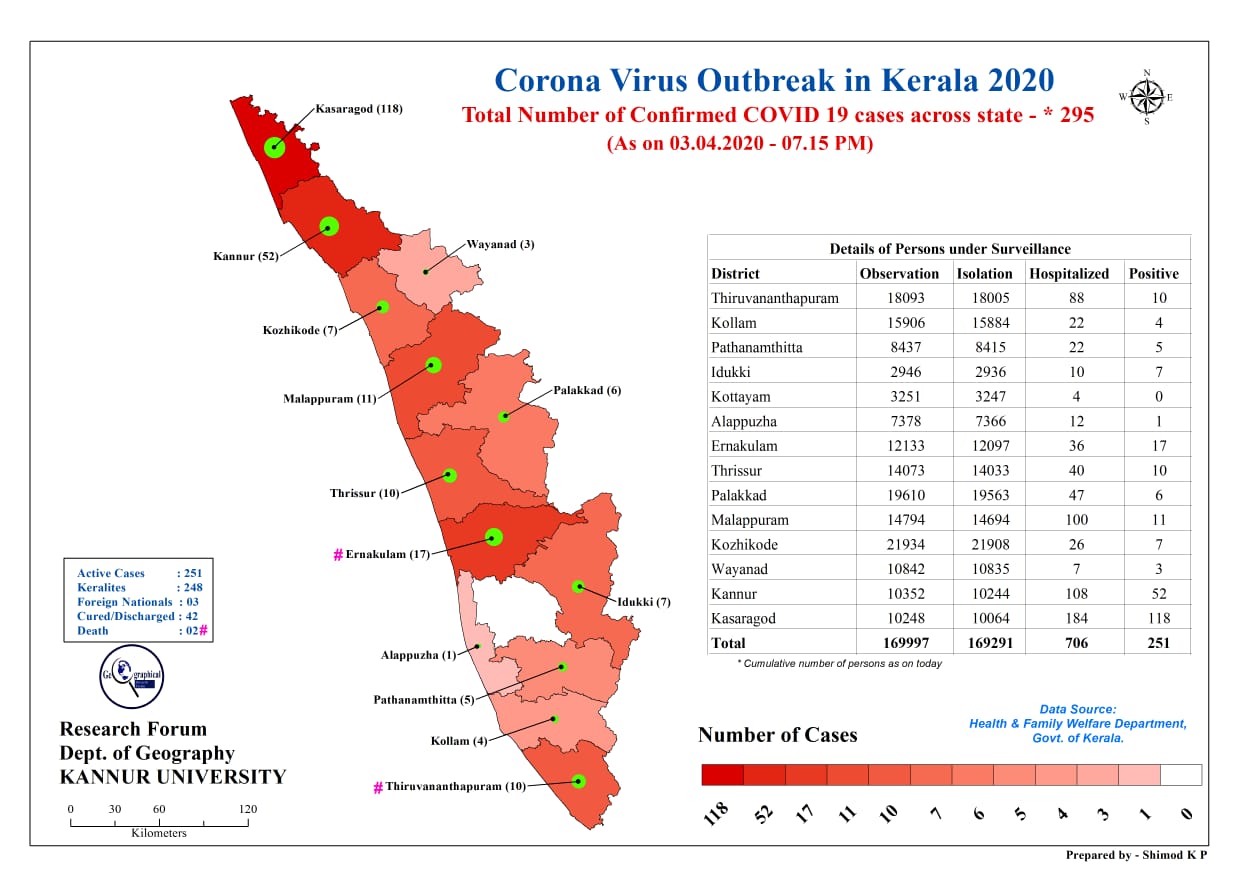 Corona Virus Outbreak in Kerala 2020
Total Number of Confirmed COVID 19 cases across state - * 295
(As on 03.04.2020 - 07.15 PM)
N
W E
S
Kasaragod (118)
Kannur (52)
Wayanad (3)
Kozhikode (7)
Malappuram (11)
Palakkad (6)
Thrissur (10)
# Ernakulam (17)
Idukki (7)
Alappuzha (1)
Pathanamthitta (5)
Kollam (4)
# Thiruvananthapuram (10)
Details of Persons under Surveillance
District Observation Isolation Hospitalized Positive
Thiruvananthapuram 18093 18005 88 10
Kollam 15906 15884 22 4
Pathanamthitta 8437 8415 22 5
Idukki 2946 2936 10 7
Kottayam 3251 3247 4 0
Alappuzha 7378 7366 12 1
Ernakulam 12133 12097 36 17
Thrissur 14073 14033 40 10
Palakkad 19610 19563 47 6
Malappuram 14794 14694 100 11
Kozhikode 21934 21908 26 7
Wayanad 10842 10835 7 3
Kannur 10352 10244 108 52
Kasaragod 10248 10064 184 118
Total 169997 169291 706 251
* Cumulative number of persons as on today
Active Cases : 251
Keralites : 248
Foreign Nationals : 03
Cured/Discharged : 42
Death : 02#
Research Forum
Dept. of Geography
KANNUR UNIVERSITY
0 30 60 120
Kilometers
Data Source:
Health & Family Welfare Department,
Govt. of Kerala.
Number of Cases
118 52 17 11 10 7 6 5 4 3 1 0
Prepared by - Shimod K P